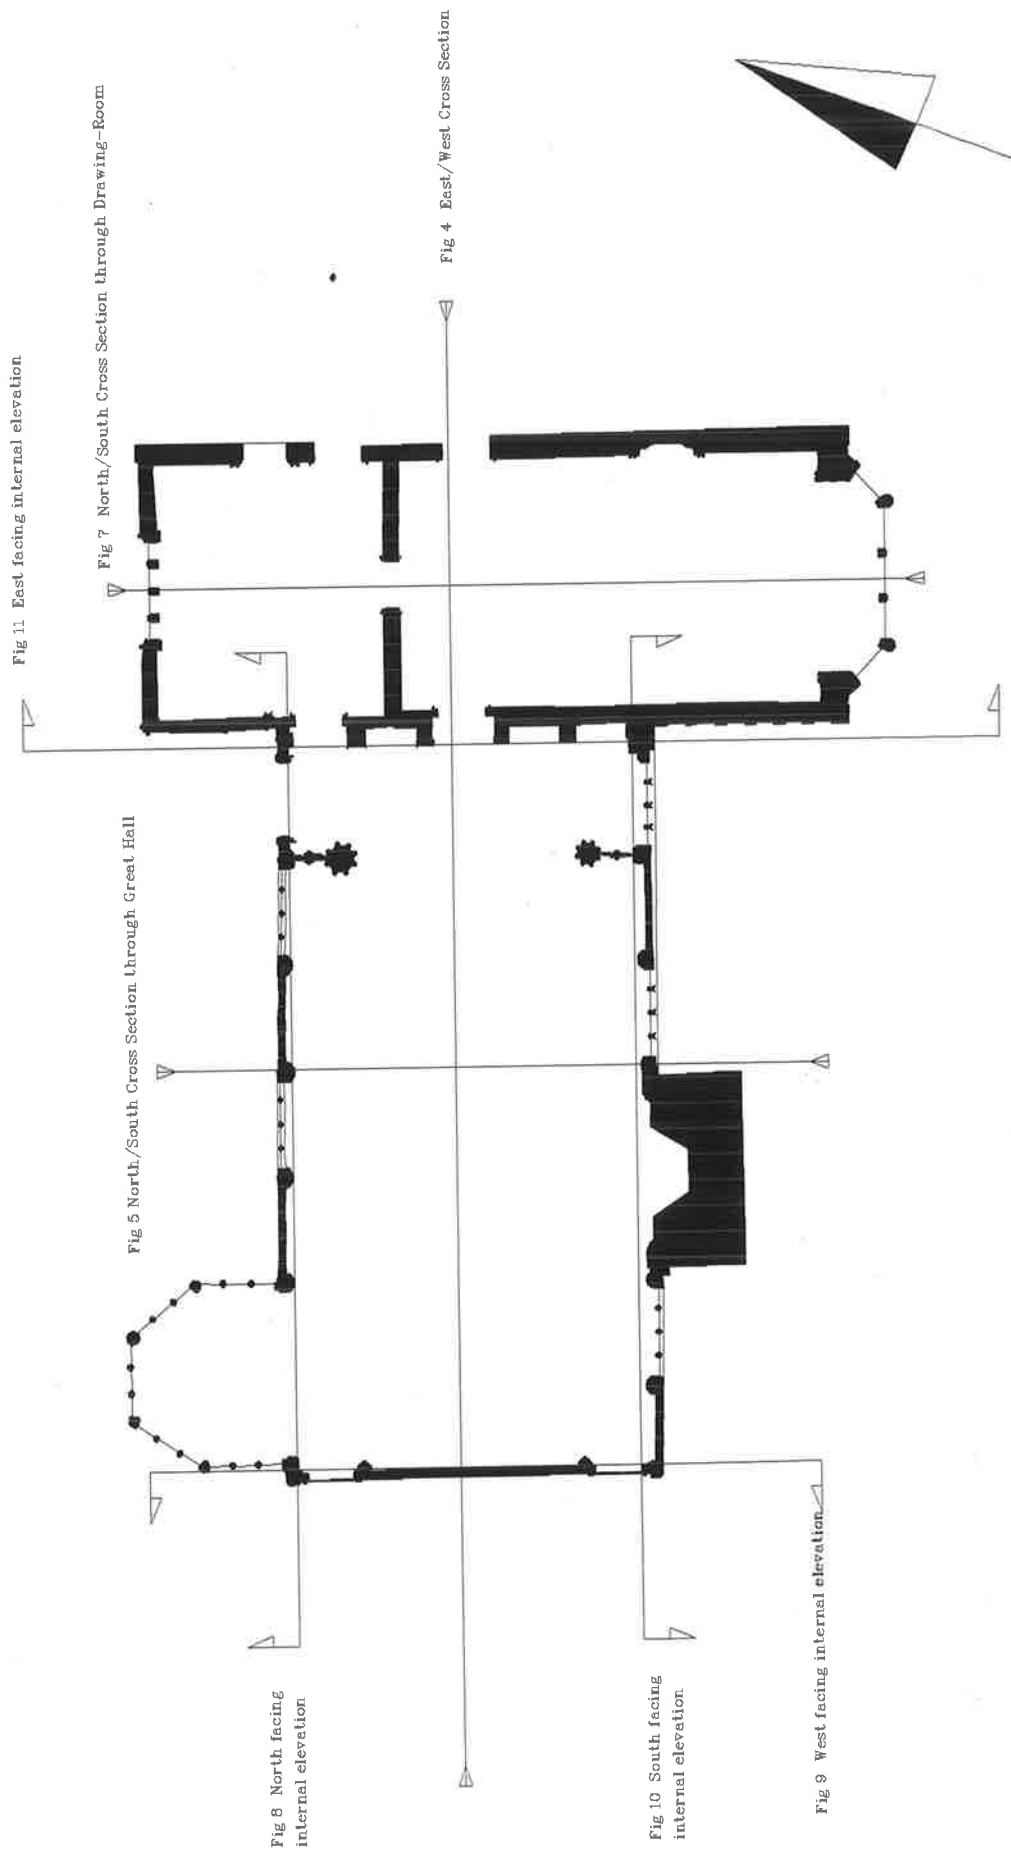 Fig 11 East facing internal elevation
Fig 7 North/South Cross Section through Drawing-Room
Fig 4 East/West Cross Section
Fig 5 North/South Cross Section through Great Hall
Fig 8 North facing
internal elevation
Fig 10 South facing
internal elevation
Fig 9 West facing internal elevation